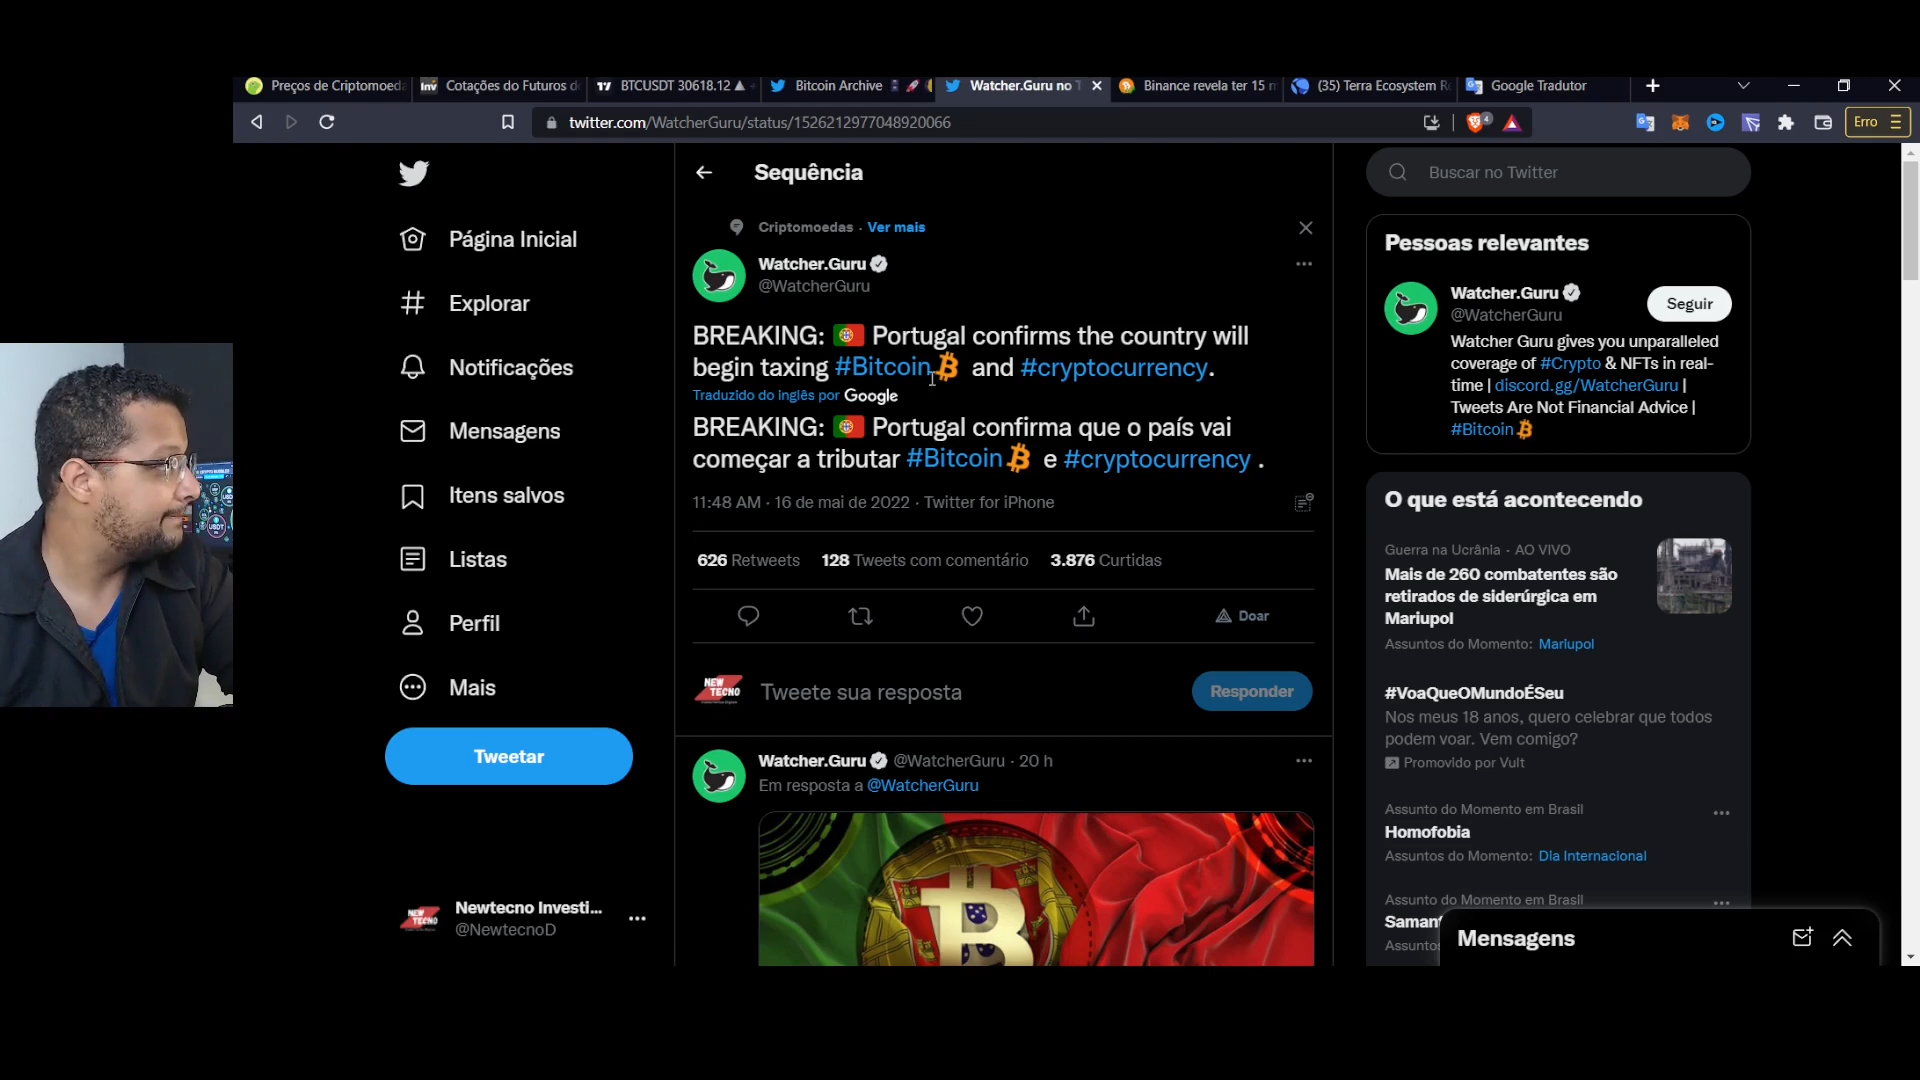 Preços de Criptomoeda
Inv Cotações do Futuros d
BTCUSDT 30618.12 ▲
Bitcoin Archive
Watcher.Guru no T
Binance revela ter 15 m
(35) Terra Ecosystem R
Google Tradutor
twitter.com/WatcherGuru/status/1526212977048920066
4
Erro
Página Inicial
Explorar
Notificações
Mensagens
Itens salvos
Listas
Perfil
Mais
Tweetar
Newtecno Investi...
@NewtecnoD
Sequência
Criptomoedas · Ver mais
Watcher.Guru
@WatcherGuru
BREAKING: 🇵🇹 Portugal confirms the country will
begin taxing #Bitcoin and #cryptocurrency.
Traduzido do inglês por Google
BREAKING: 🇵🇹 Portugal confirma que o país vai
começar a tributar #Bitcoin e #cryptocurrency .
11:48 AM · 16 de mai de 2022 · Twitter for iPhone
626 Retweets 128 Tweets com comentário 3.876 Curtidas
Doar
NEW TECNO
Tweete sua resposta
Responder
Watcher.Guru @WatcherGuru · 20 h
Em resposta a @WatcherGuru
BITCOIN
Buscar no Twitter
Pessoas relevantes
Watcher.Guru
@WatcherGuru
Seguir
Watcher Guru gives you unparalleled
coverage of #Crypto & NFTs in real-
time | discord.gg/WatcherGuru |
Tweets Are Not Financial Advice |
#Bitcoin
O que está acontecendo
Guerra na Ucrânia · AO VIVO
Mais de 260 combatentes são
retirados de siderúrgica em
Mariupol
Assuntos do Momento: Mariupol
#VoaQueOMundoÉSeu
Nos meus 18 anos, quero celebrar que todos
podem voar. Vem comigo?
Promovido por Vult
Assunto do Momento em Brasil
Homofobia
Assuntos do Momento: Dia Internacional
Assunto do Momento em Brasil
Samant
Assuntos
Mensagens